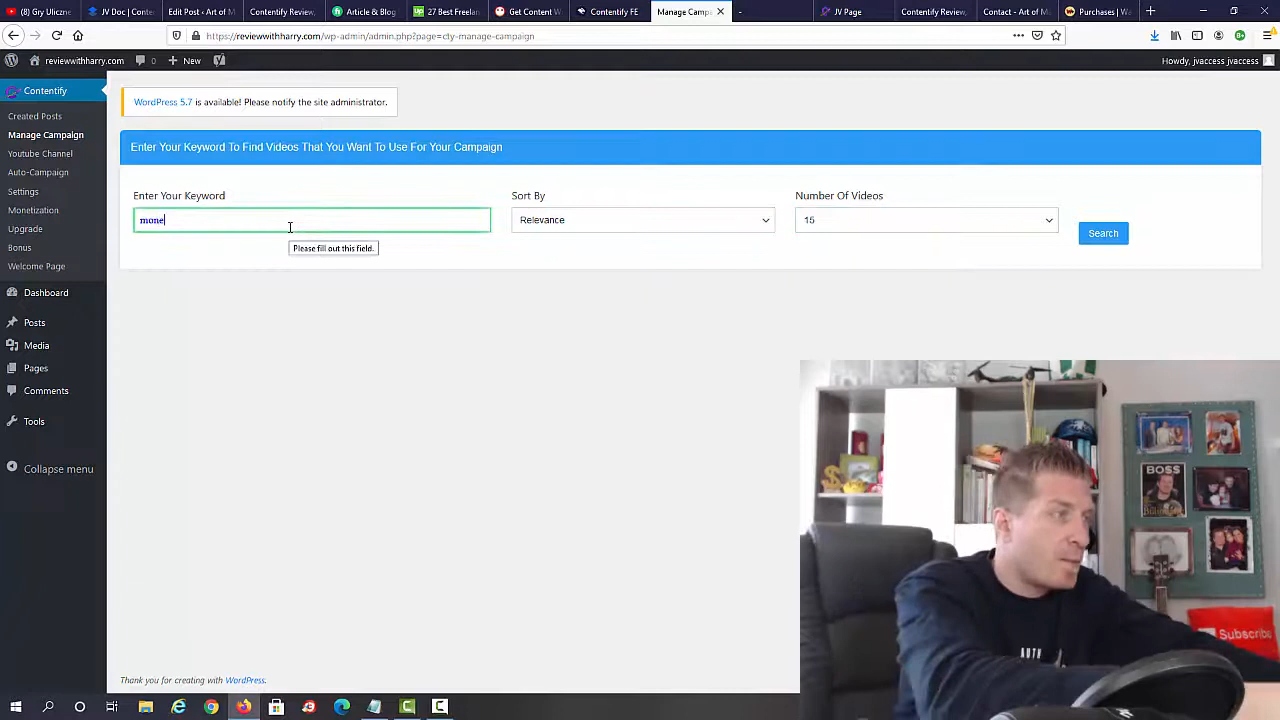 (8) Gry Uliczne
JV Doc | Conten
Edit Post ‹ Art of M
Contentify Review,
Article & Blog
27 Best Freelan
Get Content W
Contentify FE
Manage Campa
JV Page
Contentify Review,
Contact - Art of M
Purchases | Wa
https://reviewwithharry.com/wp-admin/admin.php?page=cty-manage-campaign
reviewwithharry.com
0
New
Howdy, jvaccess jvaccess
Contentify
Created Posts
Manage Campaign
Youtube Channel
Auto-Campaign
Settings
Monetization
Upgrade
Bonus
Welcome Page
Dashboard
Posts
Media
Pages
Comments
Tools
Collapse menu
WordPress 5.7 is available! Please notify the site administrator.
Enter Your Keyword To Find Videos That You Want To Use For Your Campaign
Enter Your Keyword
Sort By
Number Of Videos
mone
Relevance
15
Search
Please fill out this field.
BOSS
AUTH
Subscribe
Thank you for creating with WordPress.